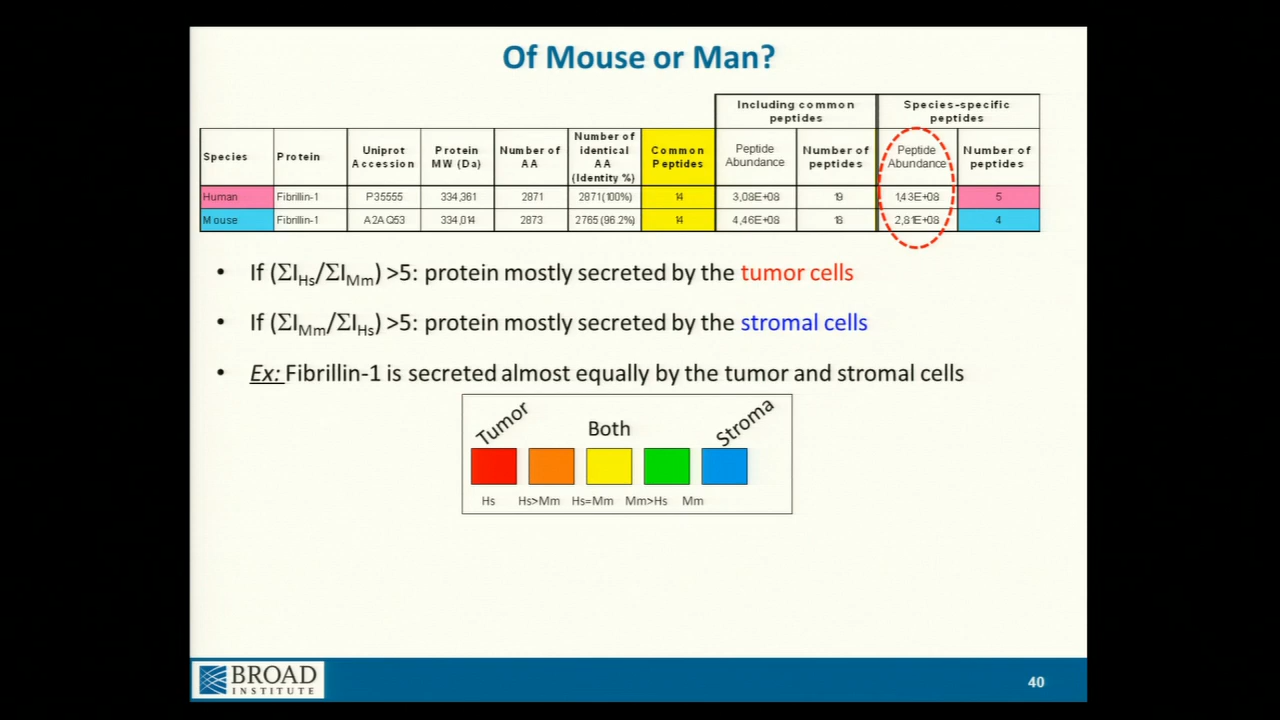 Of Mouse or Man?
Including common peptides
Species-specific peptides
Species Protein Uniprot Accession Protein MW (Da) Number of AA Number of identical AA (Identity %) Common Peptides Peptide Abundance Number of peptides Peptide Abundance Number of peptides
Human Fibrillin-1 P35555 334,361 2871 2871(100%) 14 3,08E+08 19 1,43E+08 5
Mouse Fibrillin-1 A2AQ53 334,014 2873 2765 (96.2%) 14 4,46E+08 18 2,81E+08 4
• If (ΣIHs/ΣIMm) >5: protein mostly secreted by the tumor cells
• If (ΣIMm/ΣIHs) >5: protein mostly secreted by the stromal cells
• Ex: Fibrillin-1 is secreted almost equally by the tumor and stromal cells
Tumor Both Stroma
Hs Hs>Mm Hs=Mm Mm>Hs Mm
BROAD
INSTITUTE
40